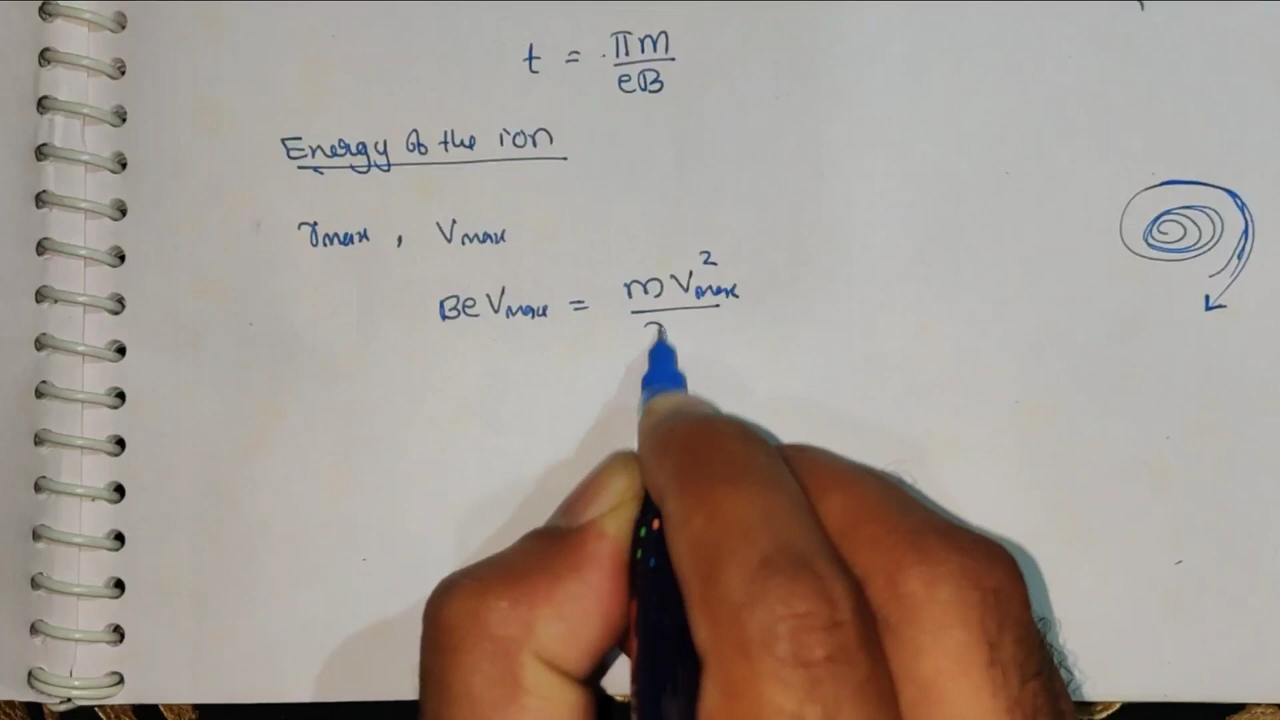 t = πm/eB
Energy of the ion
rmax , Vmax
BeVmax = mV²max/